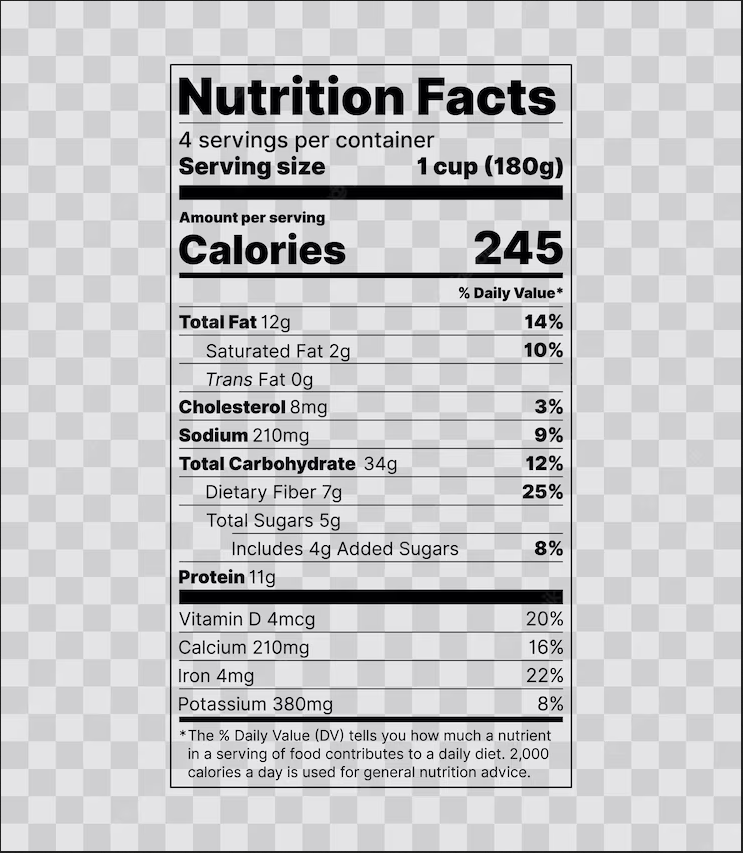 Nutrition Facts
4 servings per container
Serving size 1 cup (180g)
Amount per serving
Calories 245
% Daily Value*
Total Fat 12g 14%
Saturated Fat 2g 10%
Trans Fat 0g
Cholesterol 8mg 3%
Sodium 210mg 9%
Total Carbohydrate 34g 12%
Dietary Fiber 7g 25%
Total Sugars 5g
Includes 4g Added Sugars 8%
Protein 11g
Vitamin D 4mcg 20%
Calcium 210mg 16%
Iron 4mg 22%
Potassium 380mg 8%
*The % Daily Value (DV) tells you how much a nutrient
in a serving of food contributes to a daily diet. 2,000
calories a day is used for general nutrition advice.